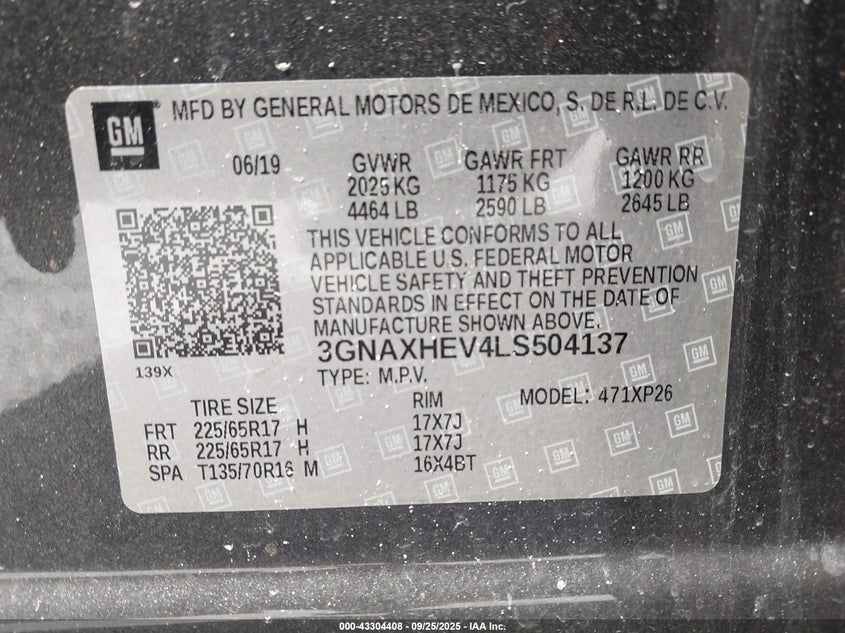 GM
MFD BY GENERAL MOTORS DE MEXICO, S. DE R.L. DE C.V.
06/19 GVWR GAWR FRT GAWR RR
2025 KG 1175 KG 1200 KG
4464 LB 2590 LB 2645 LB
THIS VEHICLE CONFORMS TO ALL
APPLICABLE U.S. FEDERAL MOTOR
VEHICLE SAFETY AND THEFT PREVENTION
STANDARDS IN EFFECT ON THE DATE OF
MANUFACTURE SHOWN ABOVE.
3GNAXHEV4LS504137
139X
TYPE: M.P.V.
TIRE SIZE RIM MODEL: 471XP26
FRT 225/65R17 H 17X7J
RR 225/65R17 H 17X7J
SPA T135/70R16 M 16X4BT
000-43304408 - 09/25/2025 - IAA Inc.